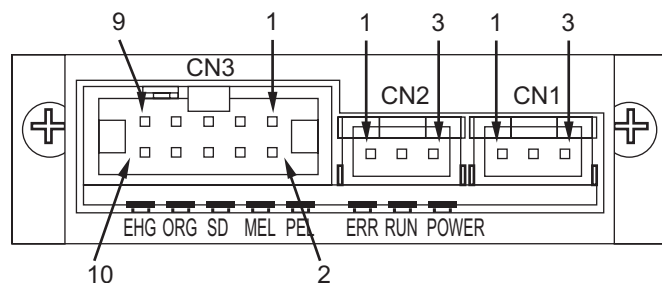 9 1 1 3 1 3
CN3 CN2 CN1
EHG ORG SD MEL PEL ERR RUN POWER
10 2